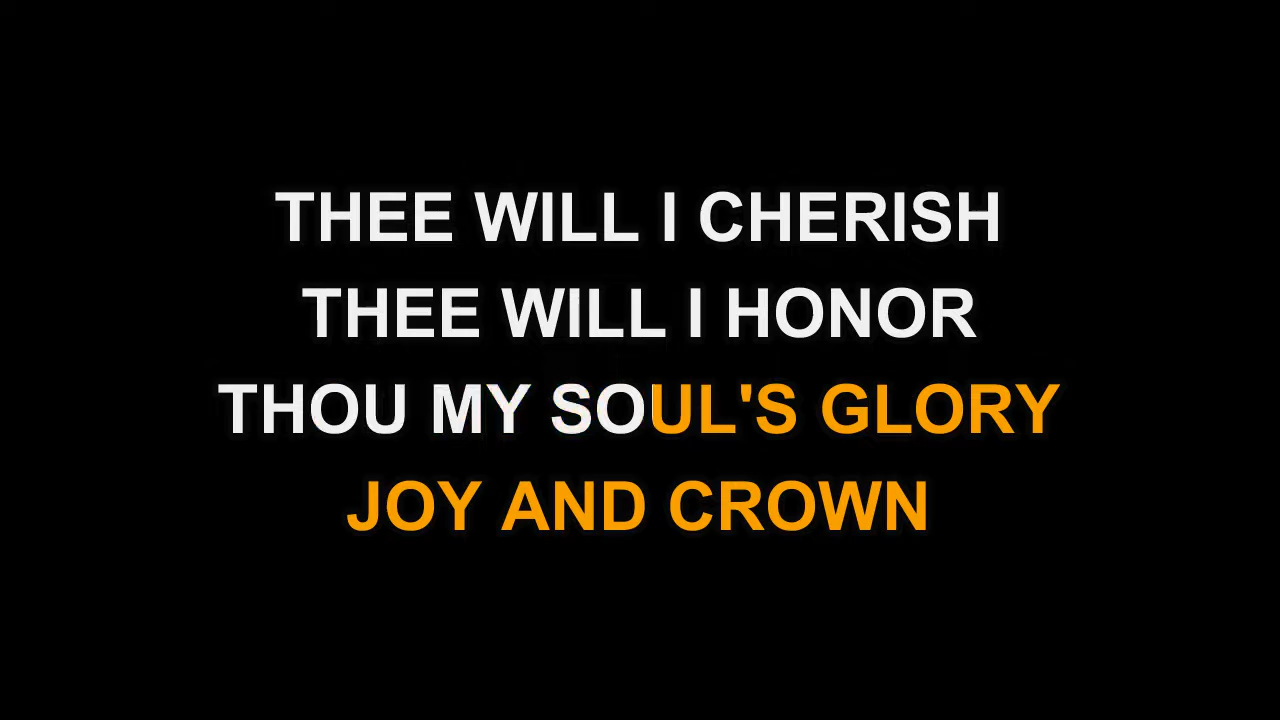 THEE WILL I CHERISH
THEE WILL I HONOR
THOU MY SOUL'S GLORY
JOY AND CROWN